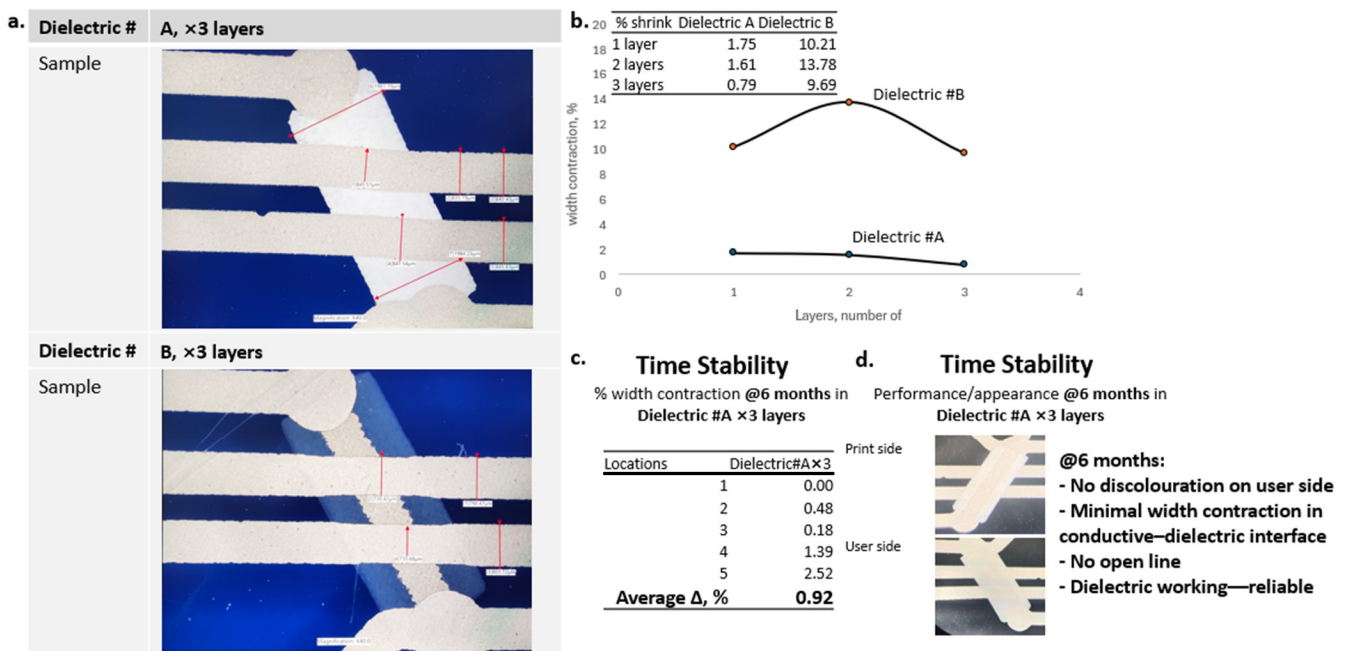 a.
Dielectric # A, ×3 layers
Sample
Dielectric # B, ×3 layers
Sample
b.
% shrink Dielectric A Dielectric B
1 layer 1.75 10.21
2 layers 1.61 13.78
3 layers 0.79 9.69
width contraction, %
20
18
16
14
12
10
8
6
4
2
0
Dielectric #B
Dielectric #A
0 1 2 3 4
Layers, number of
c.
Time Stability
% width contraction @6 months in
Dielectric #A ×3 layers
Locations Dielectric#A×3
1 0.00
2 0.48
3 0.18
4 1.39
5 2.52
Average Δ, % 0.92
d.
Time Stability
Performance/appearance @6 months in
Dielectric #A ×3 layers
Print side
User side
@6 months:
- No discolouration on user side
- Minimal width contraction in
conductive–dielectric interface
- No open line
- Dielectric working—reliable